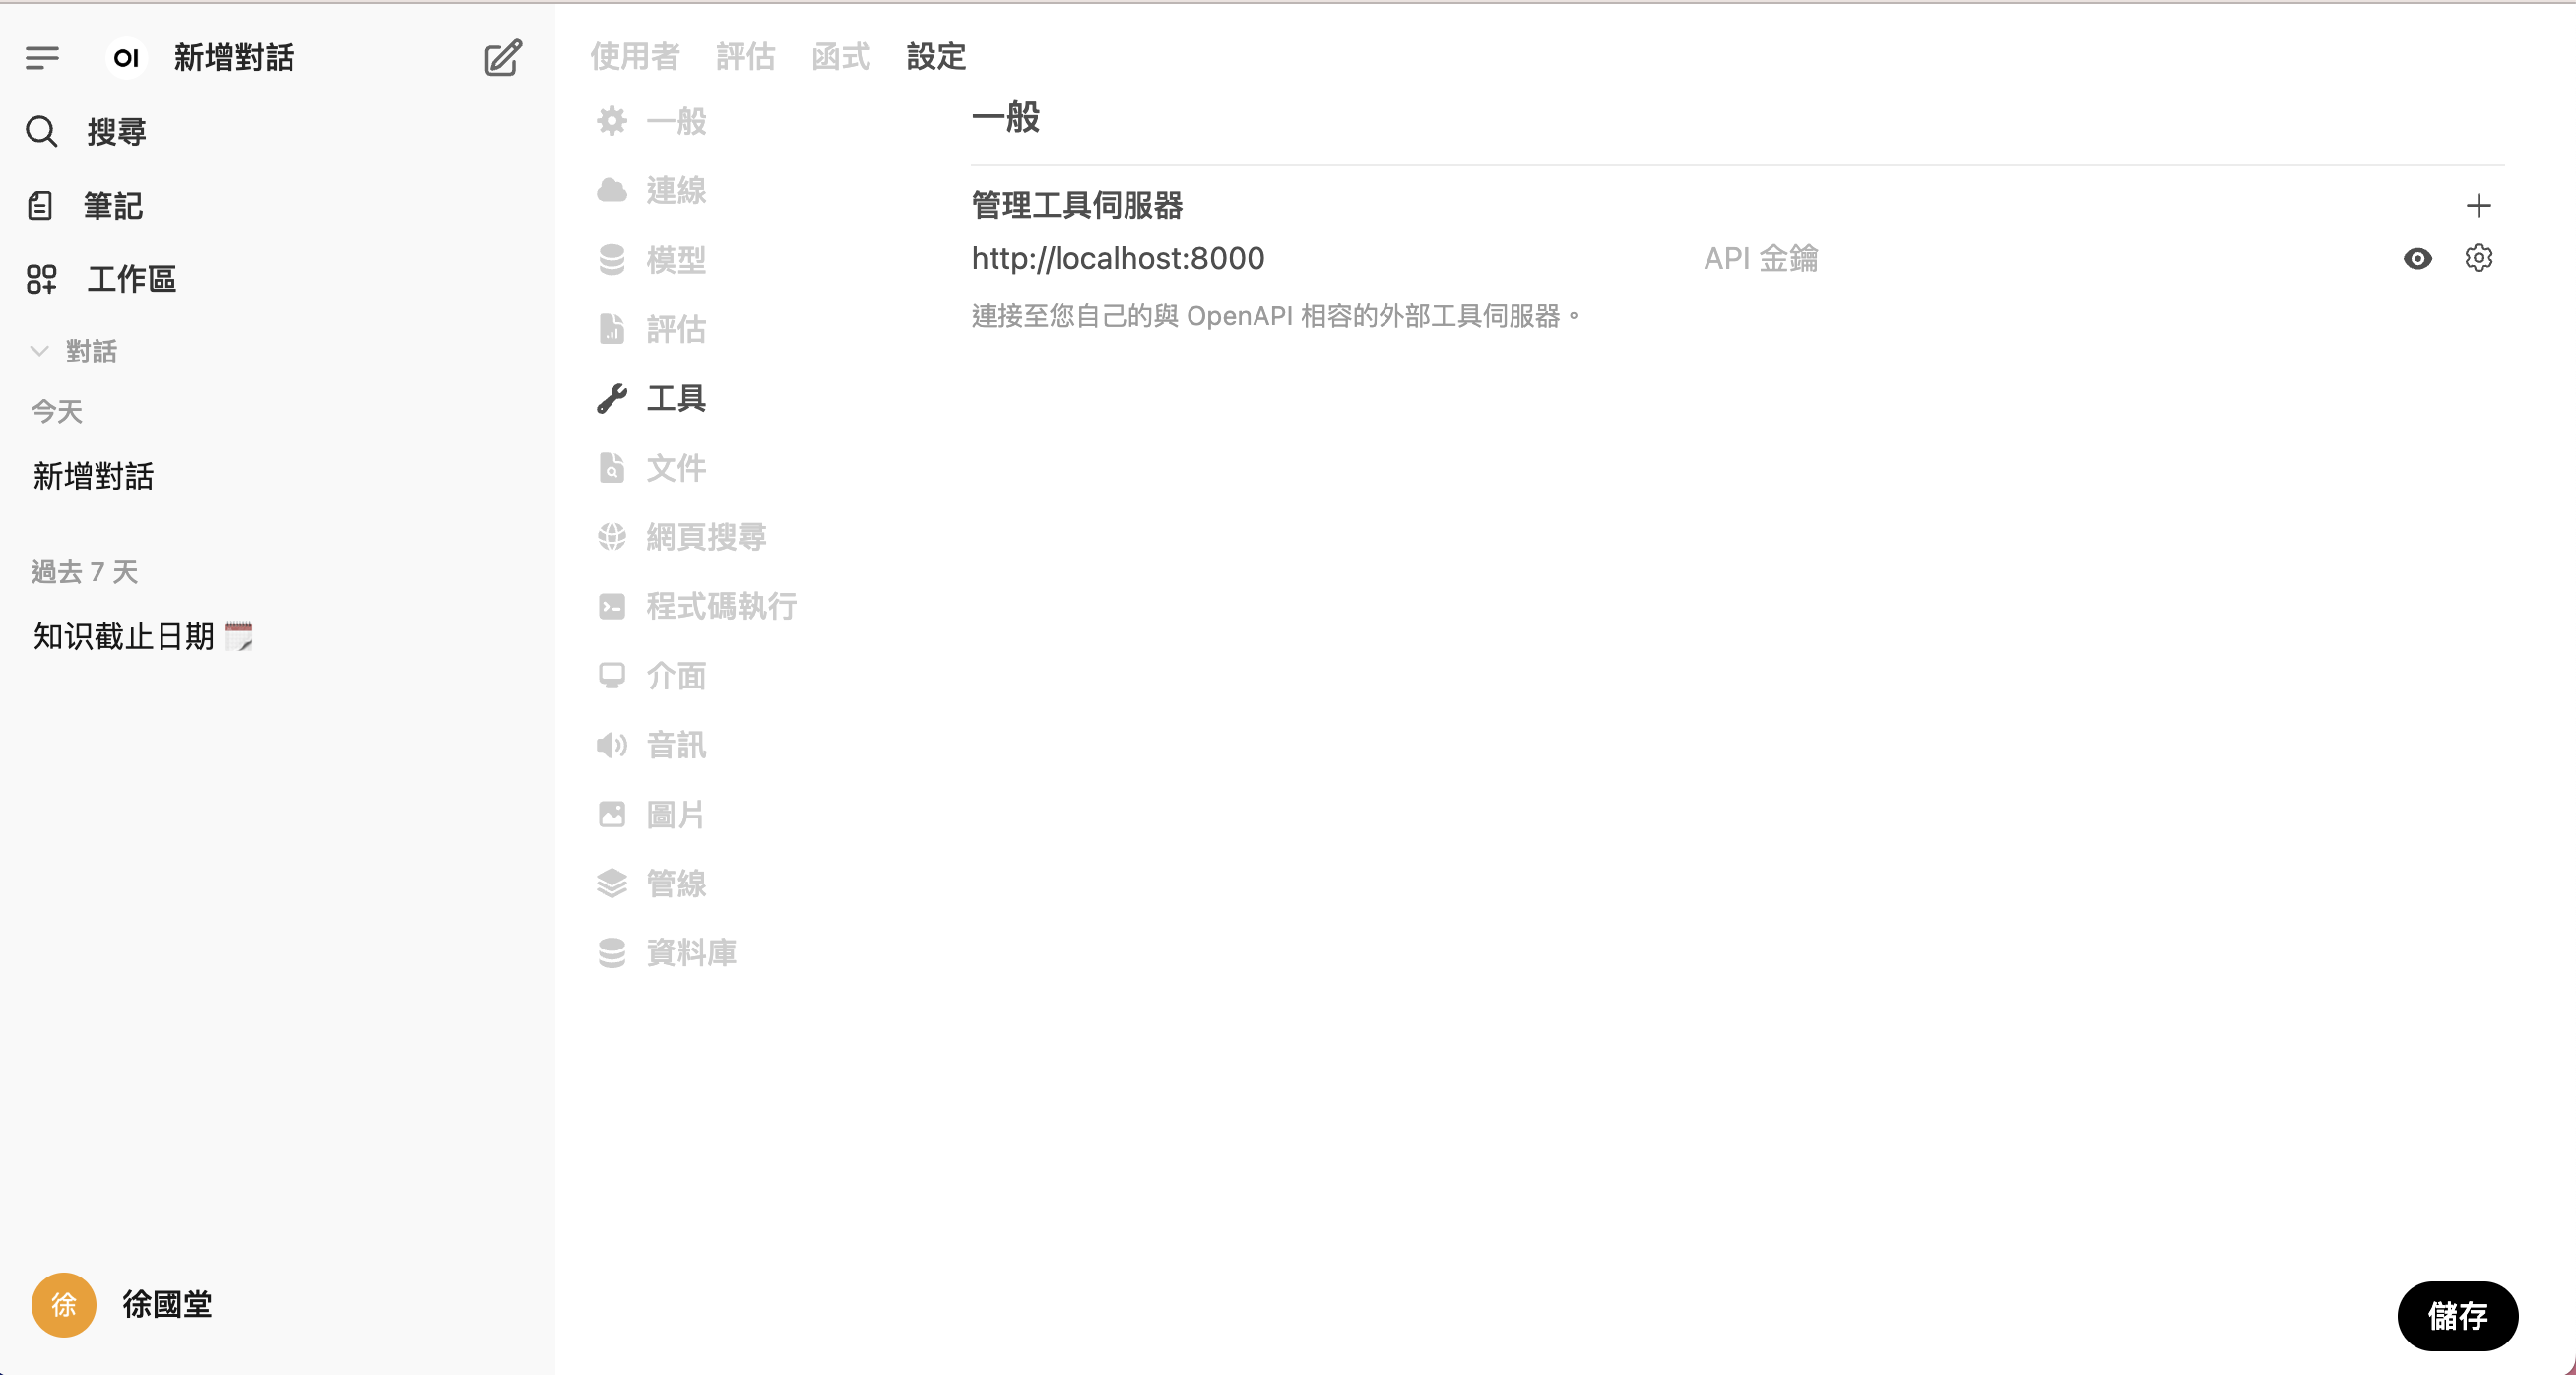 OI 新增對話
搜尋
筆記
工作區
對話
今天
新增對話
過去 7 天
知识截止日期
徐 徐國堂
使用者 評估 函式 設定
一般
連線
模型
評估
工具
文件
網頁搜尋
程式碼執行
介面
音訊
圖片
管線
資料庫
一般
管理工具伺服器
http://localhost:8000 API 金鑰
連接至您自己的與 OpenAPI 相容的外部工具伺服器。
儲存